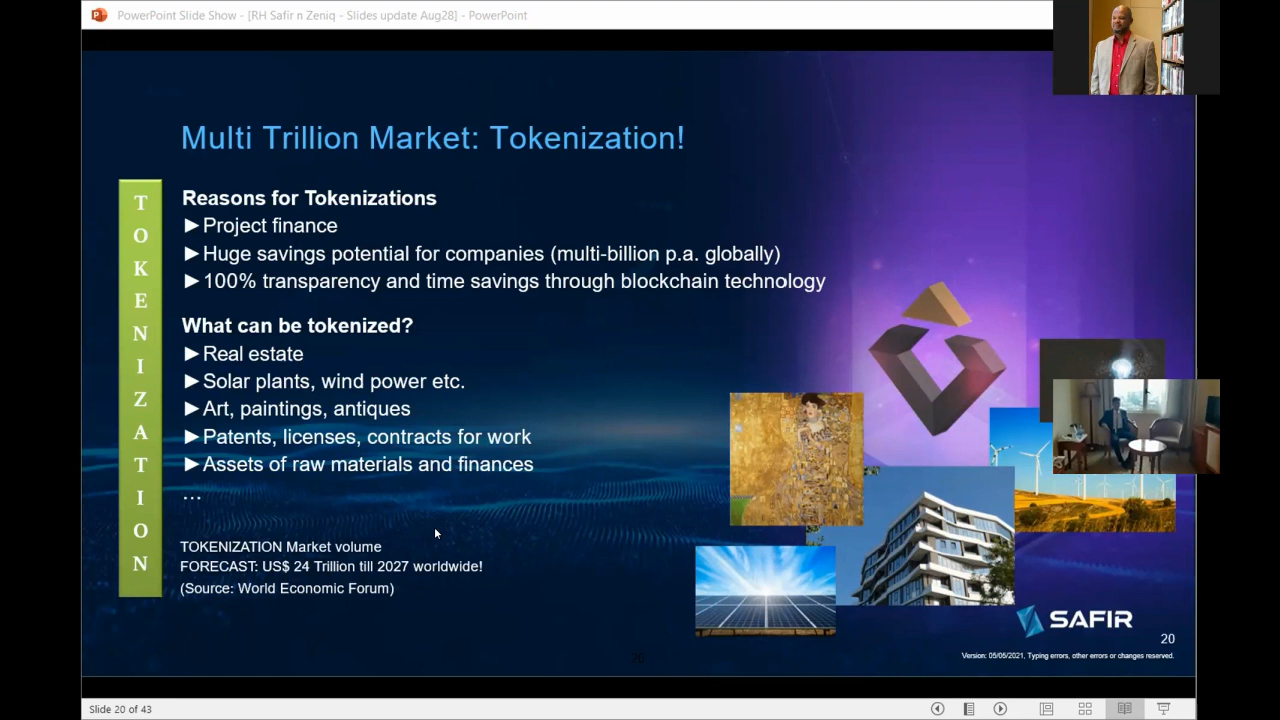 PowerPoint Slide Show - [RH Safir n Zeniq - Slides update Aug28] - PowerPoint
Multi Trillion Market: Tokenization!
T
O
K
E
N
I
Z
A
T
I
O
N
Reasons for Tokenizations
►Project finance
►Huge savings potential for companies (multi-billion p.a. globally)
►100% transparency and time savings through blockchain technology
What can be tokenized?
►Real estate
►Solar plants, wind power etc.
►Art, paintings, antiques
►Patents, licenses, contracts for work
►Assets of raw materials and finances
...
TOKENIZATION Market volume
FORECAST: US$ 24 Trillion till 2027 worldwide!
(Source: World Economic Forum)
SAFIR
20
20
Version: 05/05/2021, Typing errors, other errors or changes reserved.
Slide 20 of 43